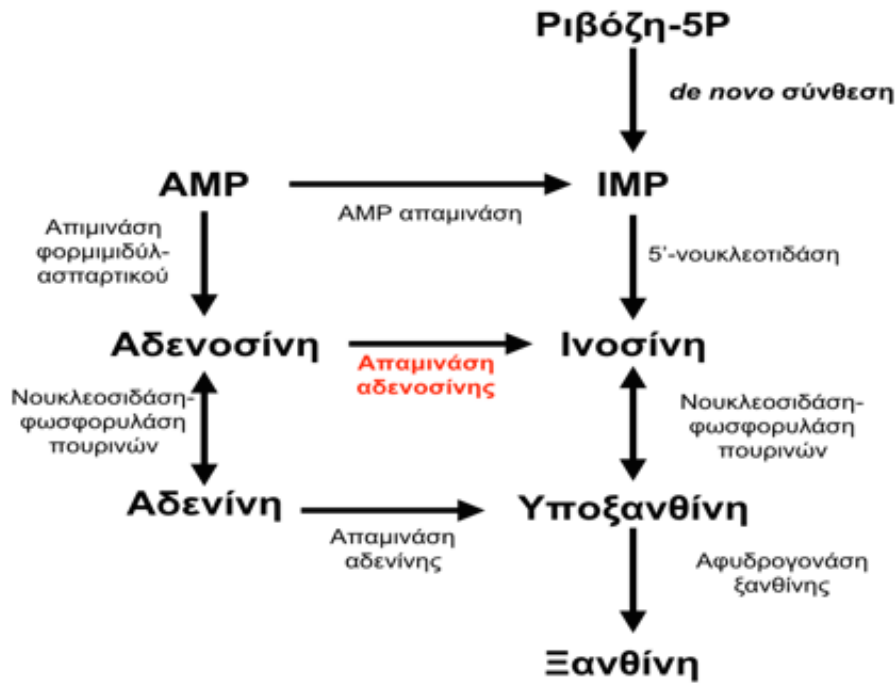 Ριβόζη-5P
de novo σύνθεση
AMP
IMP
AMP απαμινάση
Απιμινάση
φορμιμιδύλ-
ασπαρτικού
5'-νουκλεοτιδάση
Αδενοσίνη
Ινοσίνη
Απαμινάση
αδενοσίνης
Νουκλεοσιδάση-
φωσφορυλάση
πουρινών
Νουκλεοσιδάση-
φωσφορυλάση
πουρινών
Αδενίνη
Υποξανθίνη
Απαμινάση
αδενίνης
Αφυδρογονάση
ξανθίνης
Ξανθίνη